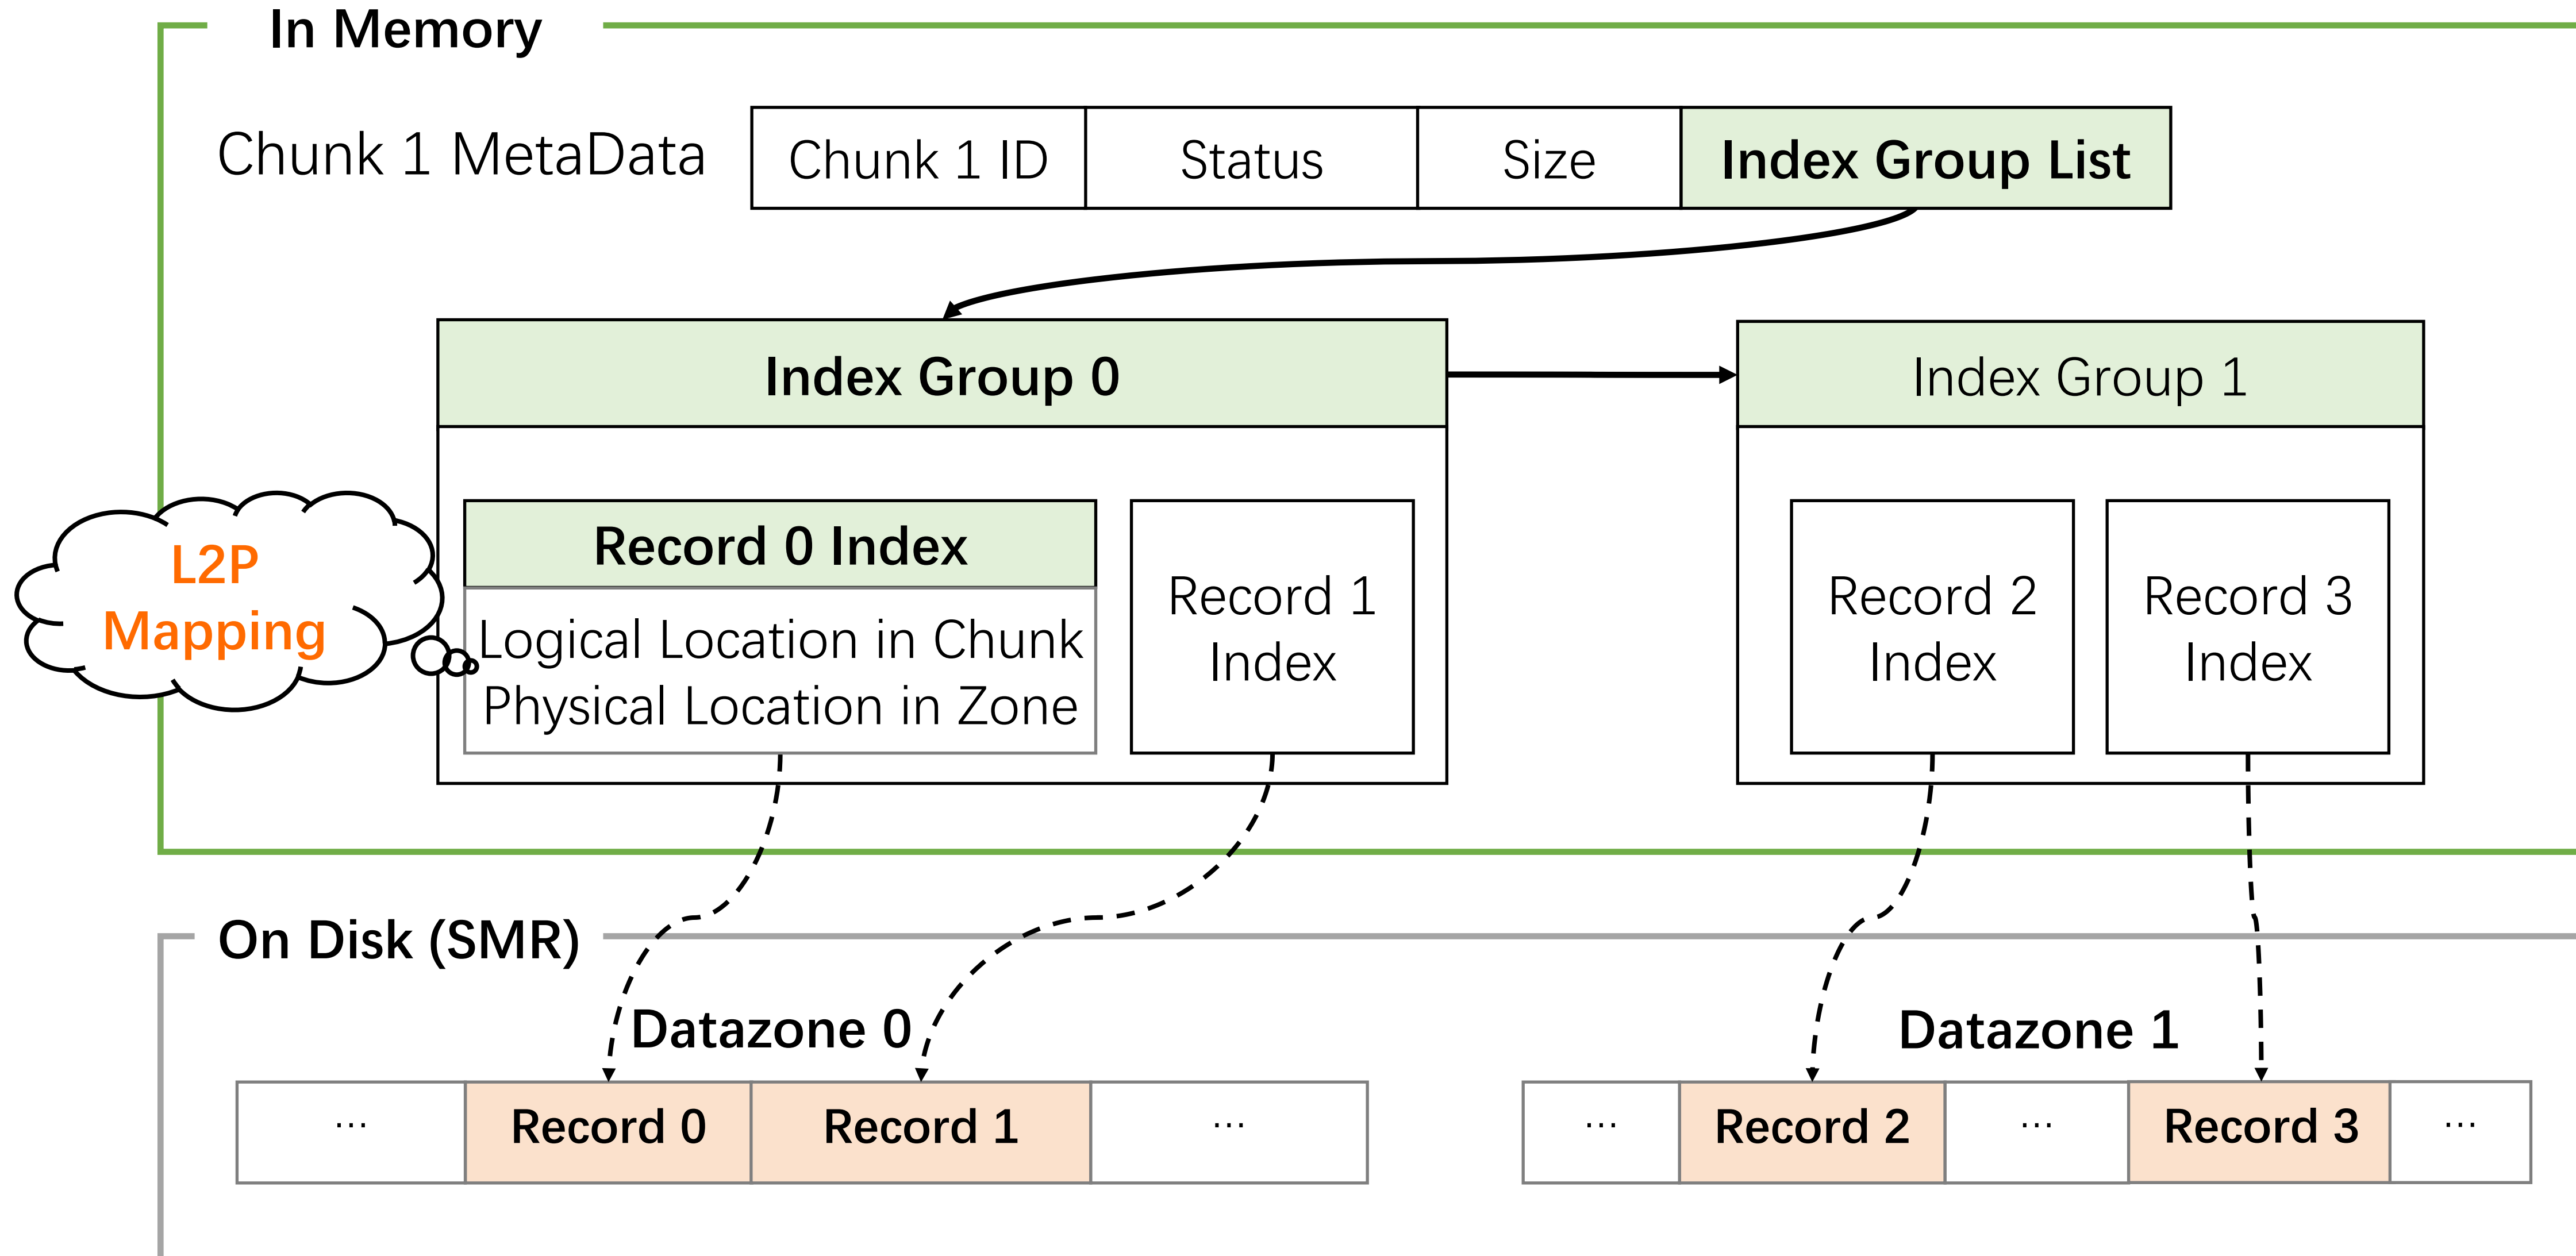 In Memory
Chunk 1 MetaData
Chunk 1 ID
Status
Size
Index Group List
Index Group 0
Index Group 1
L2P
Mapping
Record 0 Index
Logical Location in Chunk
Physical Location in Zone
Record 1
Index
Record 2
Index
Record 3
Index
On Disk (SMR)
Datazone 0
Datazone 1
...
Record 0
Record 1
...
...
Record 2
...
Record 3
...